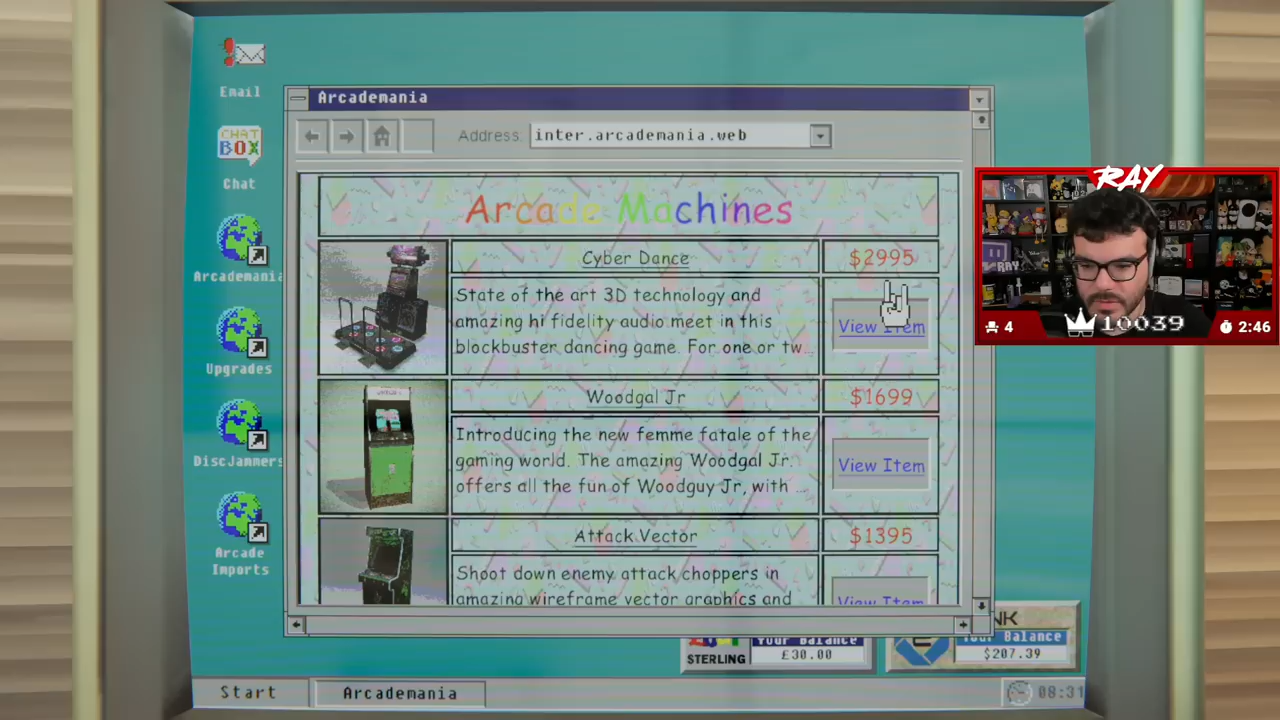 Email
CHAT
BOX
Chat
Arcademania
Upgrades
DiscJammers
Arcade
Imports
Arcademania
Address:
inter.arcademania.web
Arcade Machines
Cyber Dance
$2995
State of the art 3D technology and
amazing hi fidelity audio meet in this
blockbuster dancing game. For one or tw...
View Item
Woodgal Jr
$1699
Introducing the new femme fatale of the
gaming world. The amazing Woodgal Jr.
offers all the fun of Woodguy Jr, with ...
View Item
Attack Vector
$1395
Shoot down enemy attack choppers in
amazing wireframe vector graphics and
View Item
STERLING
Your Balance
£30.00
NK
Your Balance
$207.39
Start
Arcademania
08:31
RAY
4
10039
2:46